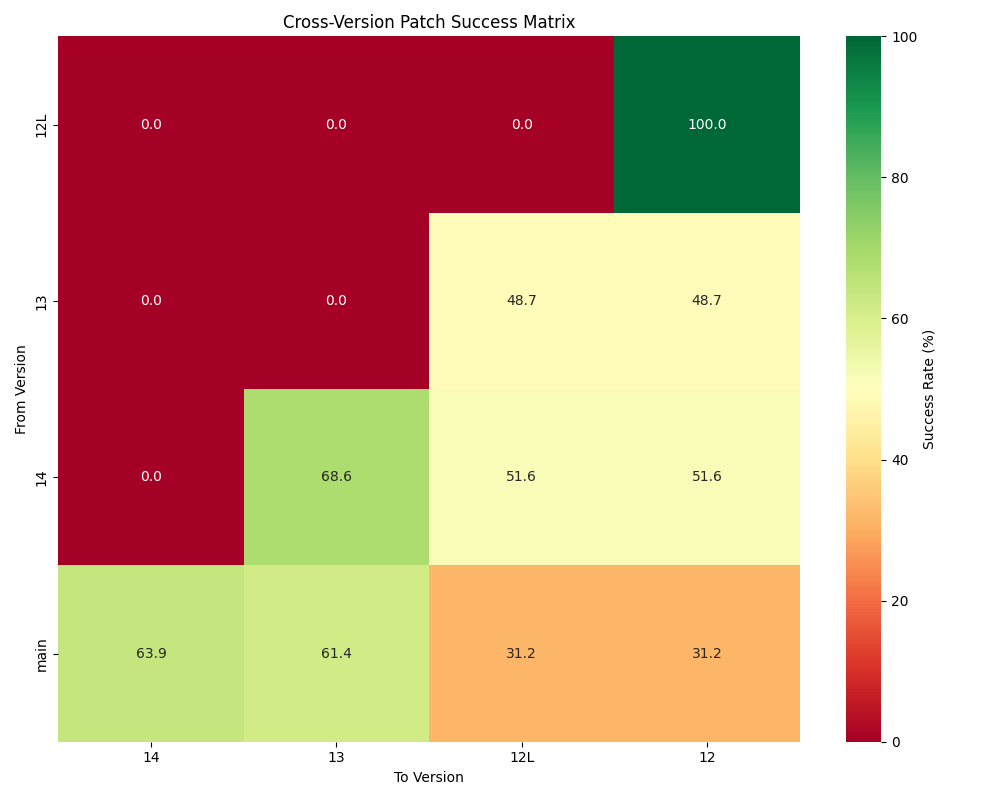 Cross-Version Patch Success Matrix
From Version
12L
13
14
main
0.0 0.0 0.0 100.0
0.0 0.0 48.7 48.7
0.0 68.6 51.6 51.6
63.9 61.4 31.2 31.2
14 13 12L 12
To Version
100
80
60
40
20
0
Success Rate (%)